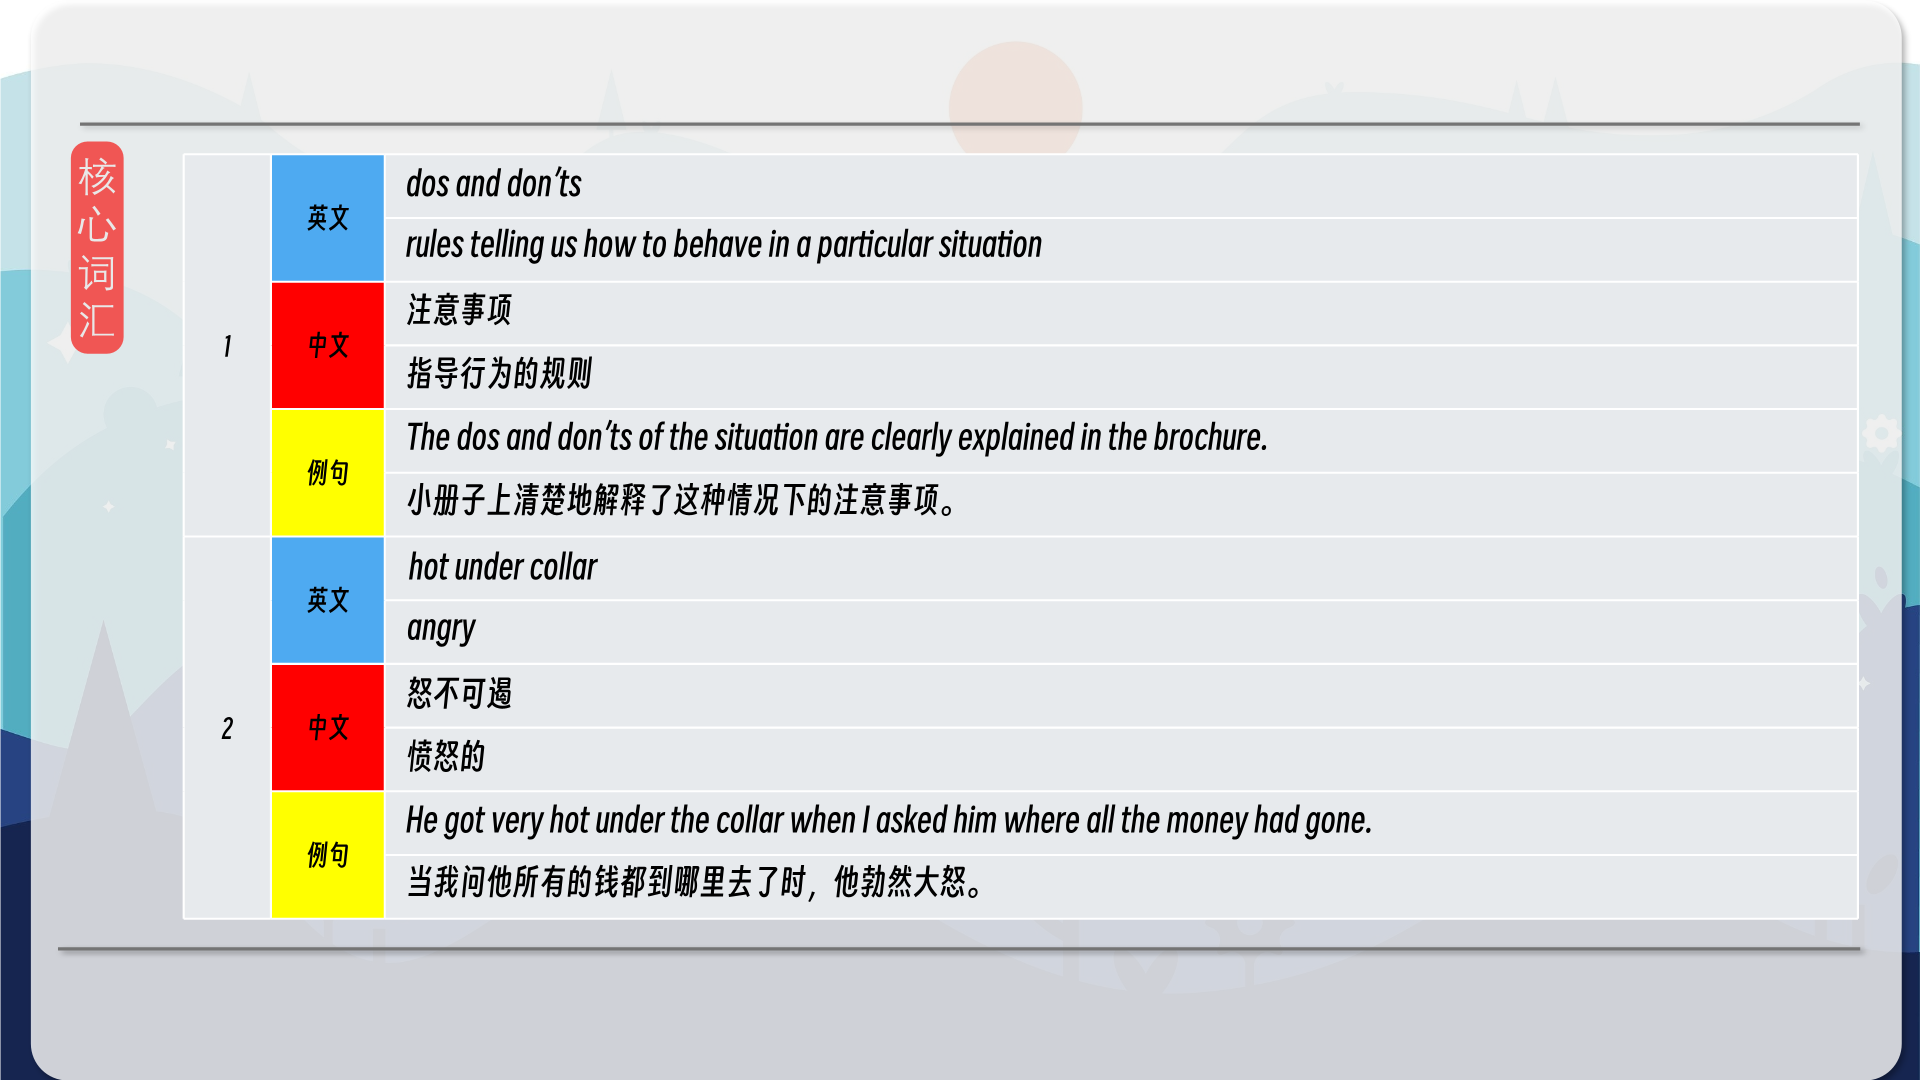 核心词汇
1
英文
dos and don’ts
rules telling us how to behave in a particular situation
中文
注意事项
指导行为的规则
例句
The dos and don’ts of the situation are clearly explained in the brochure.
小册子上清楚地解释了这种情况下的注意事项。
2
英文
hot under collar
angry
中文
怒不可遏
愤怒的
例句
He got very hot under the collar when I asked him where all the money had gone.
当我问他所有的钱都到哪里去了时，他勃然大怒。